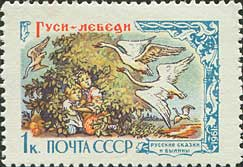 Гуси-лебеди
1961
1к. ПОЧТА СССР
РУССКИЕ СКАЗКИ
И БЫЛИНЫ